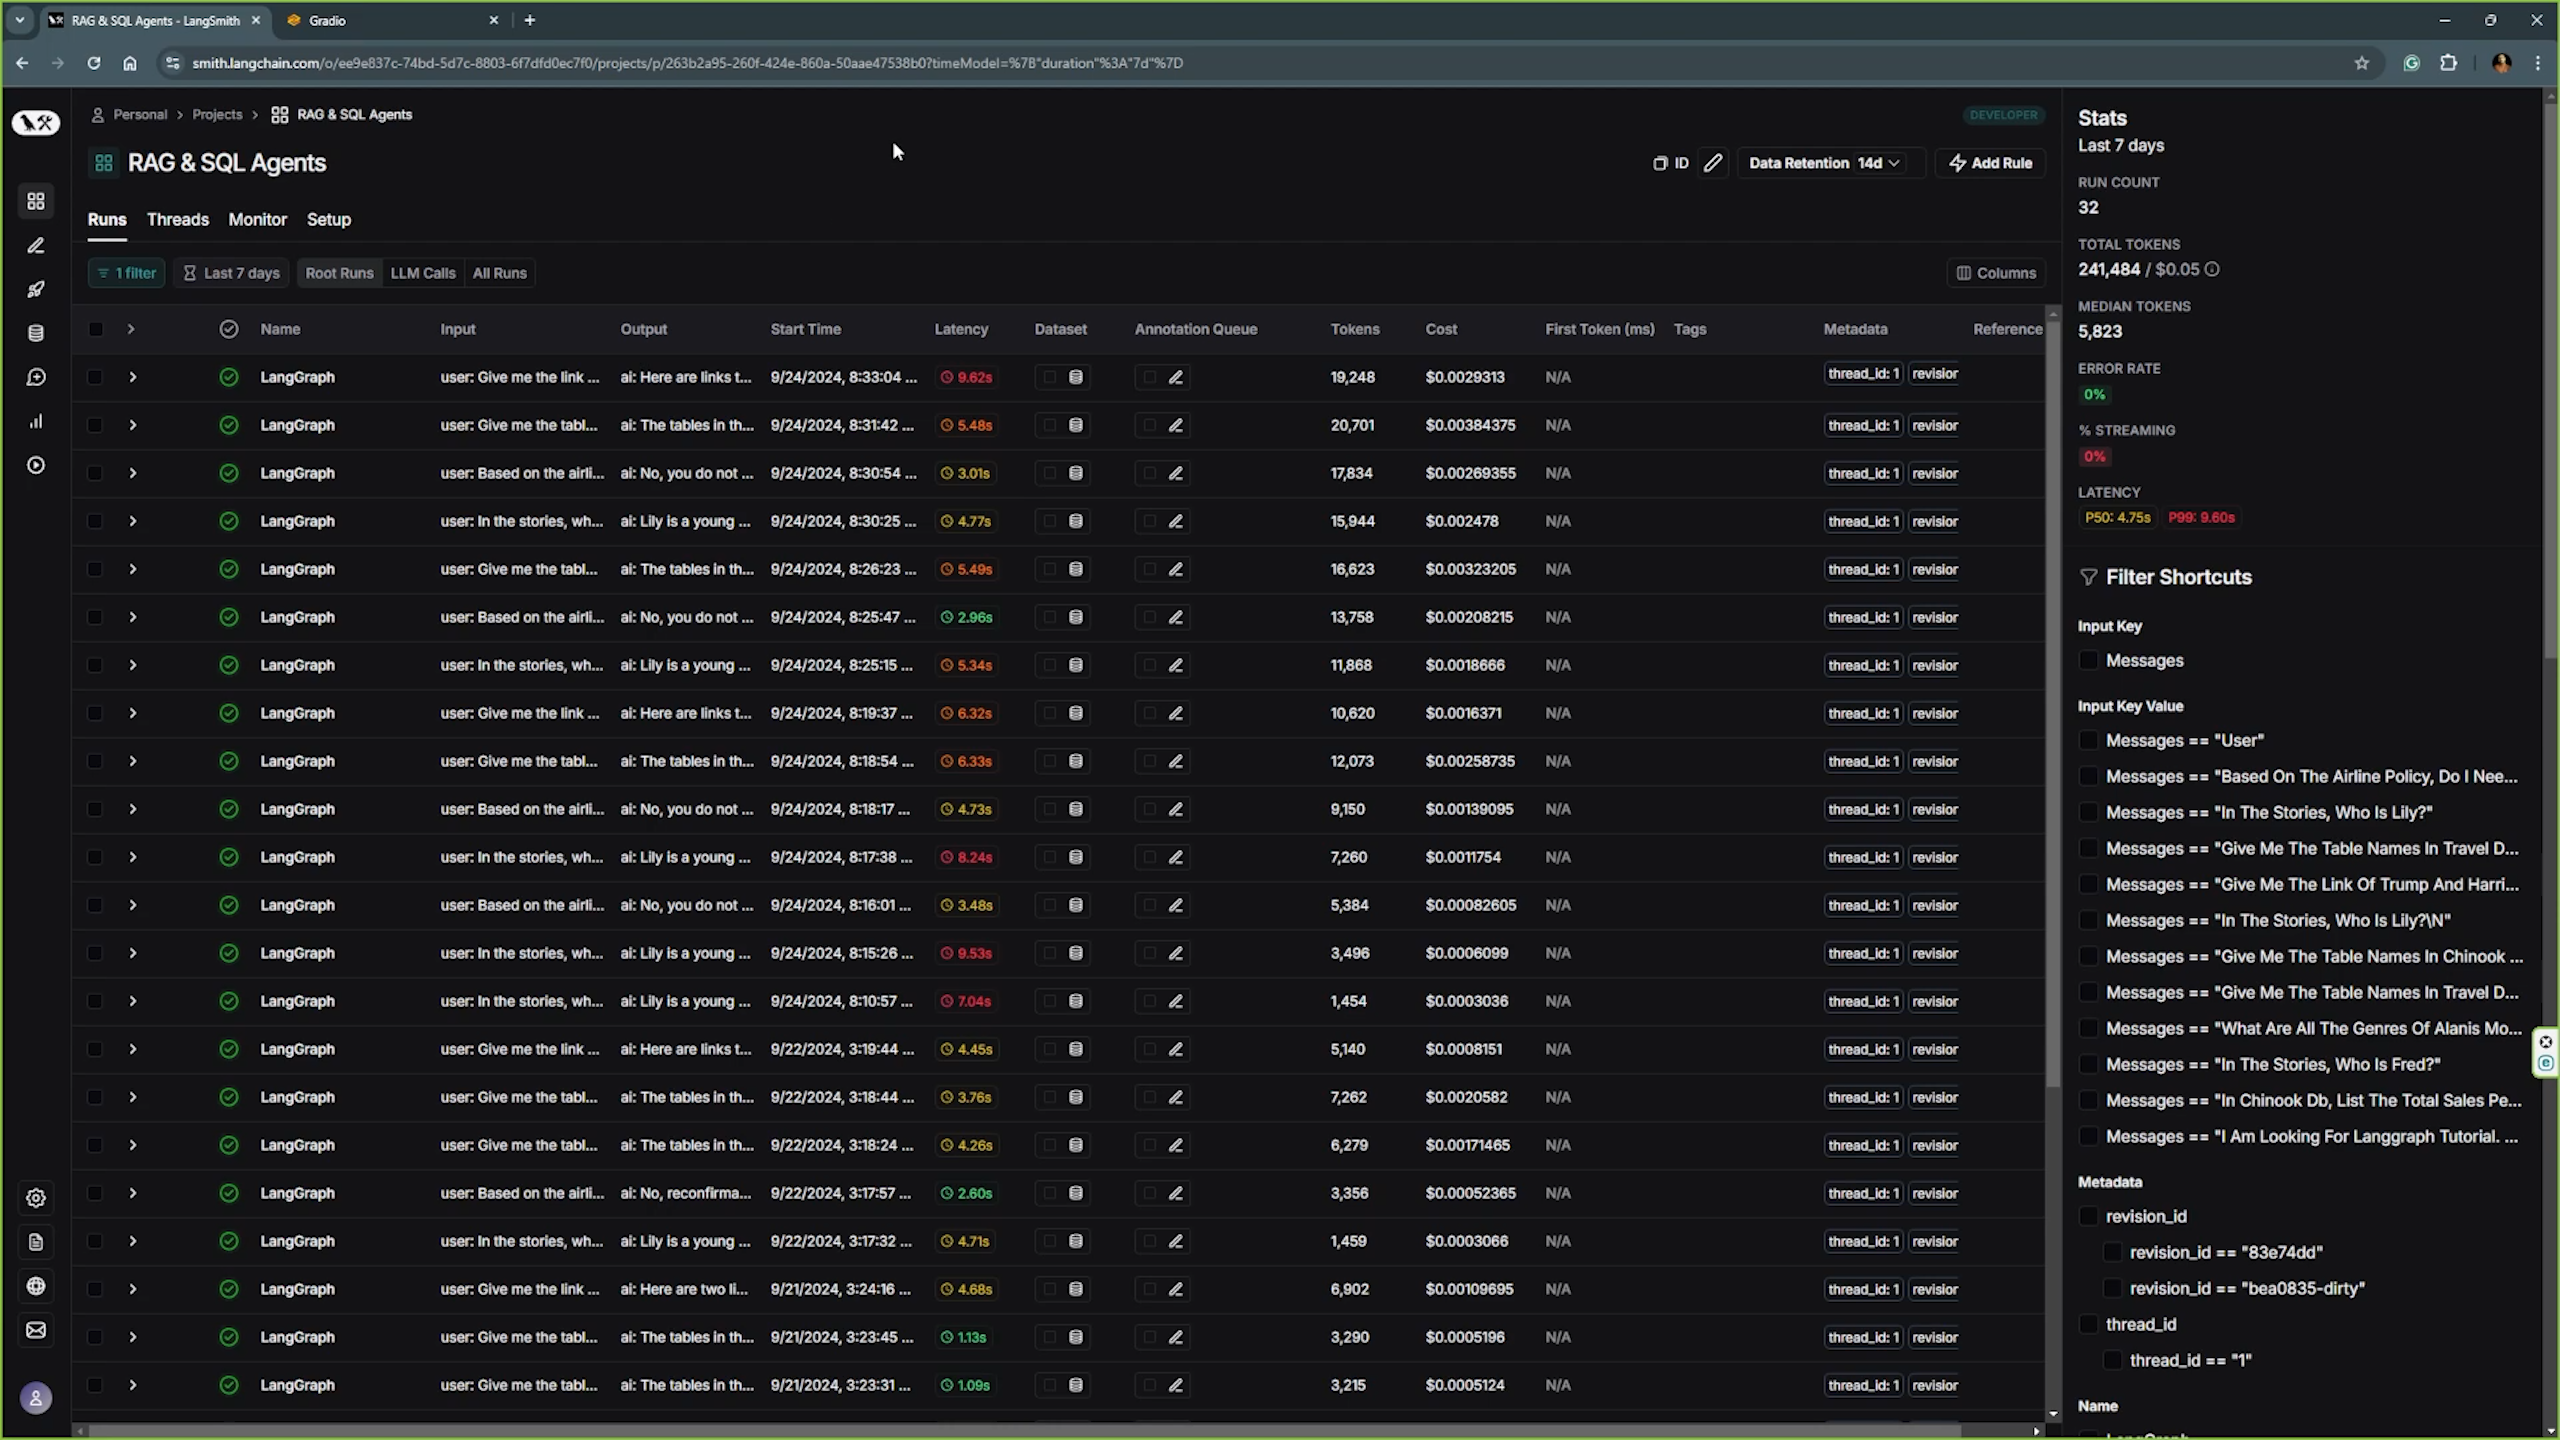 RAG & SQL Agents - LangSmith
Gradio
smith.langchain.com/o/ee9e837c-74bd-5d7c-8803-6f7dfd0ec7f0/projects/p/263b2a95-260f-424e-860a-50aae47538b0?timeModel=%7B"duration"%3A"7d"%7D
Personal > Projects > RAG & SQL Agents
DEVELOPER
RAG & SQL Agents
ID
Data Retention 14d
Add Rule
Runs Threads Monitor Setup
1 filter Last 7 days Root Runs LLM Calls All Runs
Columns
Name Input Output Start Time Latency Dataset Annotation Queue Tokens Cost First Token (ms) Tags Metadata Reference
LangGraph user: Give me the link ... ai: Here are links t... 9/24/2024, 8:33:04 ... 9.62s 19,248 $0.0029313 N/A thread_id: 1 revision
LangGraph user: Give me the tabl... ai: The tables in th... 9/24/2024, 8:31:42 ... 5.48s 20,701 $0.00384375 N/A thread_id: 1 revision
LangGraph user: Based on the airli... ai: No, you do not ... 9/24/2024, 8:30:54 ... 3.01s 17,834 $0.00269355 N/A thread_id: 1 revision
LangGraph user: In the stories, wh... ai: Lily is a young ... 9/24/2024, 8:30:25 ... 4.77s 15,944 $0.002478 N/A thread_id: 1 revision
LangGraph user: Give me the tabl... ai: The tables in th... 9/24/2024, 8:26:23 ... 5.49s 16,623 $0.00323205 N/A thread_id: 1 revision
LangGraph user: Based on the airli... ai: No, you do not ... 9/24/2024, 8:25:47 ... 2.96s 13,758 $0.00208215 N/A thread_id: 1 revision
LangGraph user: In the stories, wh... ai: Lily is a young ... 9/24/2024, 8:25:15 ... 5.34s 11,868 $0.0018666 N/A thread_id: 1 revision
LangGraph user: Give me the link ... ai: Here are links t... 9/24/2024, 8:19:37 ... 6.32s 10,620 $0.0016371 N/A thread_id: 1 revision
LangGraph user: Give me the tabl... ai: The tables in th... 9/24/2024, 8:18:54 ... 6.33s 12,073 $0.00258735 N/A thread_id: 1 revision
LangGraph user: Based on the airli... ai: No, you do not ... 9/24/2024, 8:18:17 ... 4.73s 9,150 $0.00139095 N/A thread_id: 1 revision
LangGraph user: In the stories, wh... ai: Lily is a young ... 9/24/2024, 8:17:38 ... 8.24s 7,260 $0.0011754 N/A thread_id: 1 revision
LangGraph user: Based on the airli... ai: No, you do not ... 9/24/2024, 8:16:01 ... 3.48s 5,384 $0.00082605 N/A thread_id: 1 revision
LangGraph user: In the stories, wh... ai: Lily is a young ... 9/24/2024, 8:15:26 ... 9.53s 3,496 $0.0006099 N/A thread_id: 1 revision
LangGraph user: In the stories, wh... ai: Lily is a young ... 9/24/2024, 8:10:57 ... 7.04s 1,454 $0.0003036 N/A thread_id: 1 revision
LangGraph user: Give me the link ... ai: Here are links t... 9/22/2024, 3:19:44 ... 4.45s 5,140 $0.0008151 N/A thread_id: 1 revision
LangGraph user: Give me the tabl... ai: The tables in th... 9/22/2024, 3:18:44 ... 3.76s 7,262 $0.0020582 N/A thread_id: 1 revision
LangGraph user: Give me the tabl... ai: The tables in th... 9/22/2024, 3:18:24 ... 4.26s 6,279 $0.00171465 N/A thread_id: 1 revision
LangGraph user: Based on the airli... ai: No, reconfirma... 9/22/2024, 3:17:57 ... 2.60s 3,356 $0.00052365 N/A thread_id: 1 revision
LangGraph user: In the stories, wh... ai: Lily is a young ... 9/22/2024, 3:17:32 ... 4.71s 1,459 $0.0003066 N/A thread_id: 1 revision
LangGraph user: Give me the link ... ai: Here are two li... 9/21/2024, 3:24:16 ... 4.68s 6,902 $0.00109695 N/A thread_id: 1 revision
LangGraph user: Give me the tabl... ai: The tables in th... 9/21/2024, 3:23:45 ... 1.13s 3,290 $0.0005196 N/A thread_id: 1 revision
LangGraph user: Give me the tabl... ai: The tables in th... 9/21/2024, 3:23:31 ... 1.09s 3,215 $0.0005124 N/A thread_id: 1 revision
Stats
Last 7 days
RUN COUNT
32
TOTAL TOKENS
241,484 / $0.05
MEDIAN TOKENS
5,823
ERROR RATE
0%
% STREAMING
0%
LATENCY
P50: 4.75s P99: 9.60s
Filter Shortcuts
Input Key
Messages
Input Key Value
Messages == "User"
Messages == "Based On The Airline Policy, Do I Nee...
Messages == "In The Stories, Who Is Lily?"
Messages == "Give Me The Table Names In Travel D...
Messages == "Give Me The Link Of Trump And Harri...
Messages == "In The Stories, Who Is Lily?\N"
Messages == "Give Me The Table Names In Chinook ...
Messages == "Give Me The Table Names In Travel D...
Messages == "What Are All The Genres Of Alanis Mo...
Messages == "In The Stories, Who Is Fred?"
Messages == "In Chinook Db, List The Total Sales Pe...
Messages == "I Am Looking For Langgraph Tutorial. ...
Metadata
revision_id
revision_id == "83e74dd"
revision_id == "bea0835-dirty"
thread_id
thread_id == "1"
Name